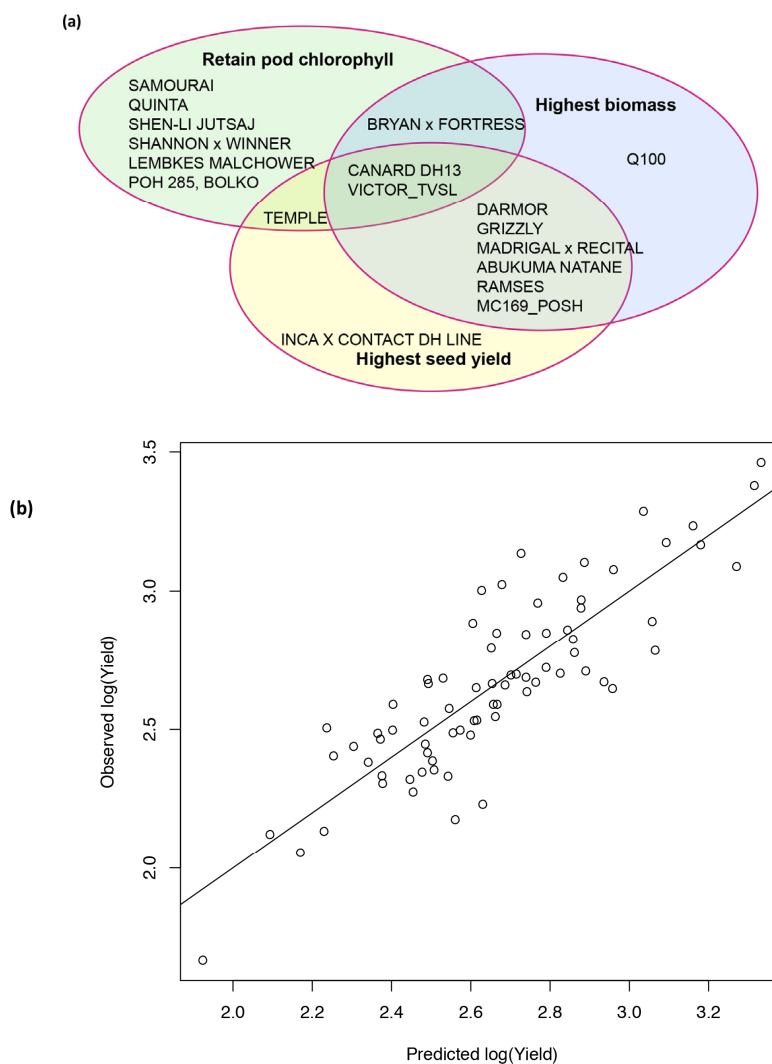 (a)
Retain pod chlorophyll
SAMOURAI
QUINTA
SHEN-LI JUTSAJ
SHANNON x WINNER
LEMBKES MALCHOWER
POH 285, BOLKO
BRYAN x FORTRESS
Highest biomass
Q100
CANARD DH13
VICTOR_TVSL
TEMPLE
DARMOR
GRIZZLY
MADRIGAL x RECITAL
ABUKUMA NATANE
RAMSES
MC169_POSH
INCA X CONTACT DH LINE
Highest seed yield
(b)
Observed log(Yield)
3.5
3.0
2.5
2.0
2.0 2.2 2.4 2.6 2.8 3.0 3.2
Predicted log(Yield)